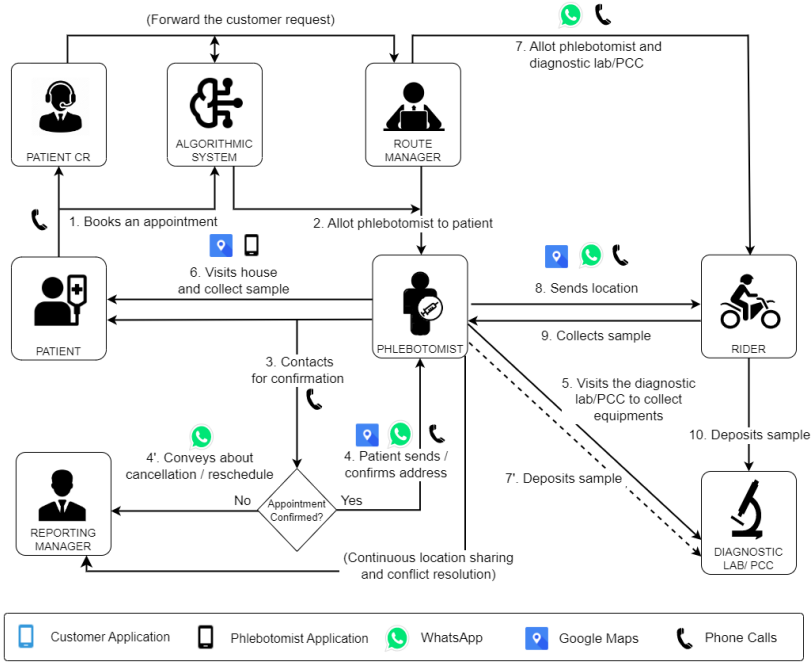 (Forward the customer request)
7. Allot phlebotomist and
diagnostic lab/PCC
PATIENT CR
ALGORITHMIC
SYSTEM
ROUTE
MANAGER
1. Books an appointment
2. Allot phlebotomist to patient
6. Visits house
and collect sample
8. Sends location
9. Collects sample
PATIENT
PHLEBOTOMIST
RIDER
3. Contacts
for confirmation
5. Visits the diagnostic
lab/PCC to collect
equipments
10. Deposits sample
4'. Conveys about
cancellation / reschedule
4. Patient sends /
confirms address
7'. Deposits sample
No
Appointment
Confirmed?
Yes
REPORTING
MANAGER
(Continuous location sharing
and conflict resolution)
DIAGNOSTIC
LAB/ PCC
Customer Application
Phlebotomist Application
WhatsApp
Google Maps
Phone Calls